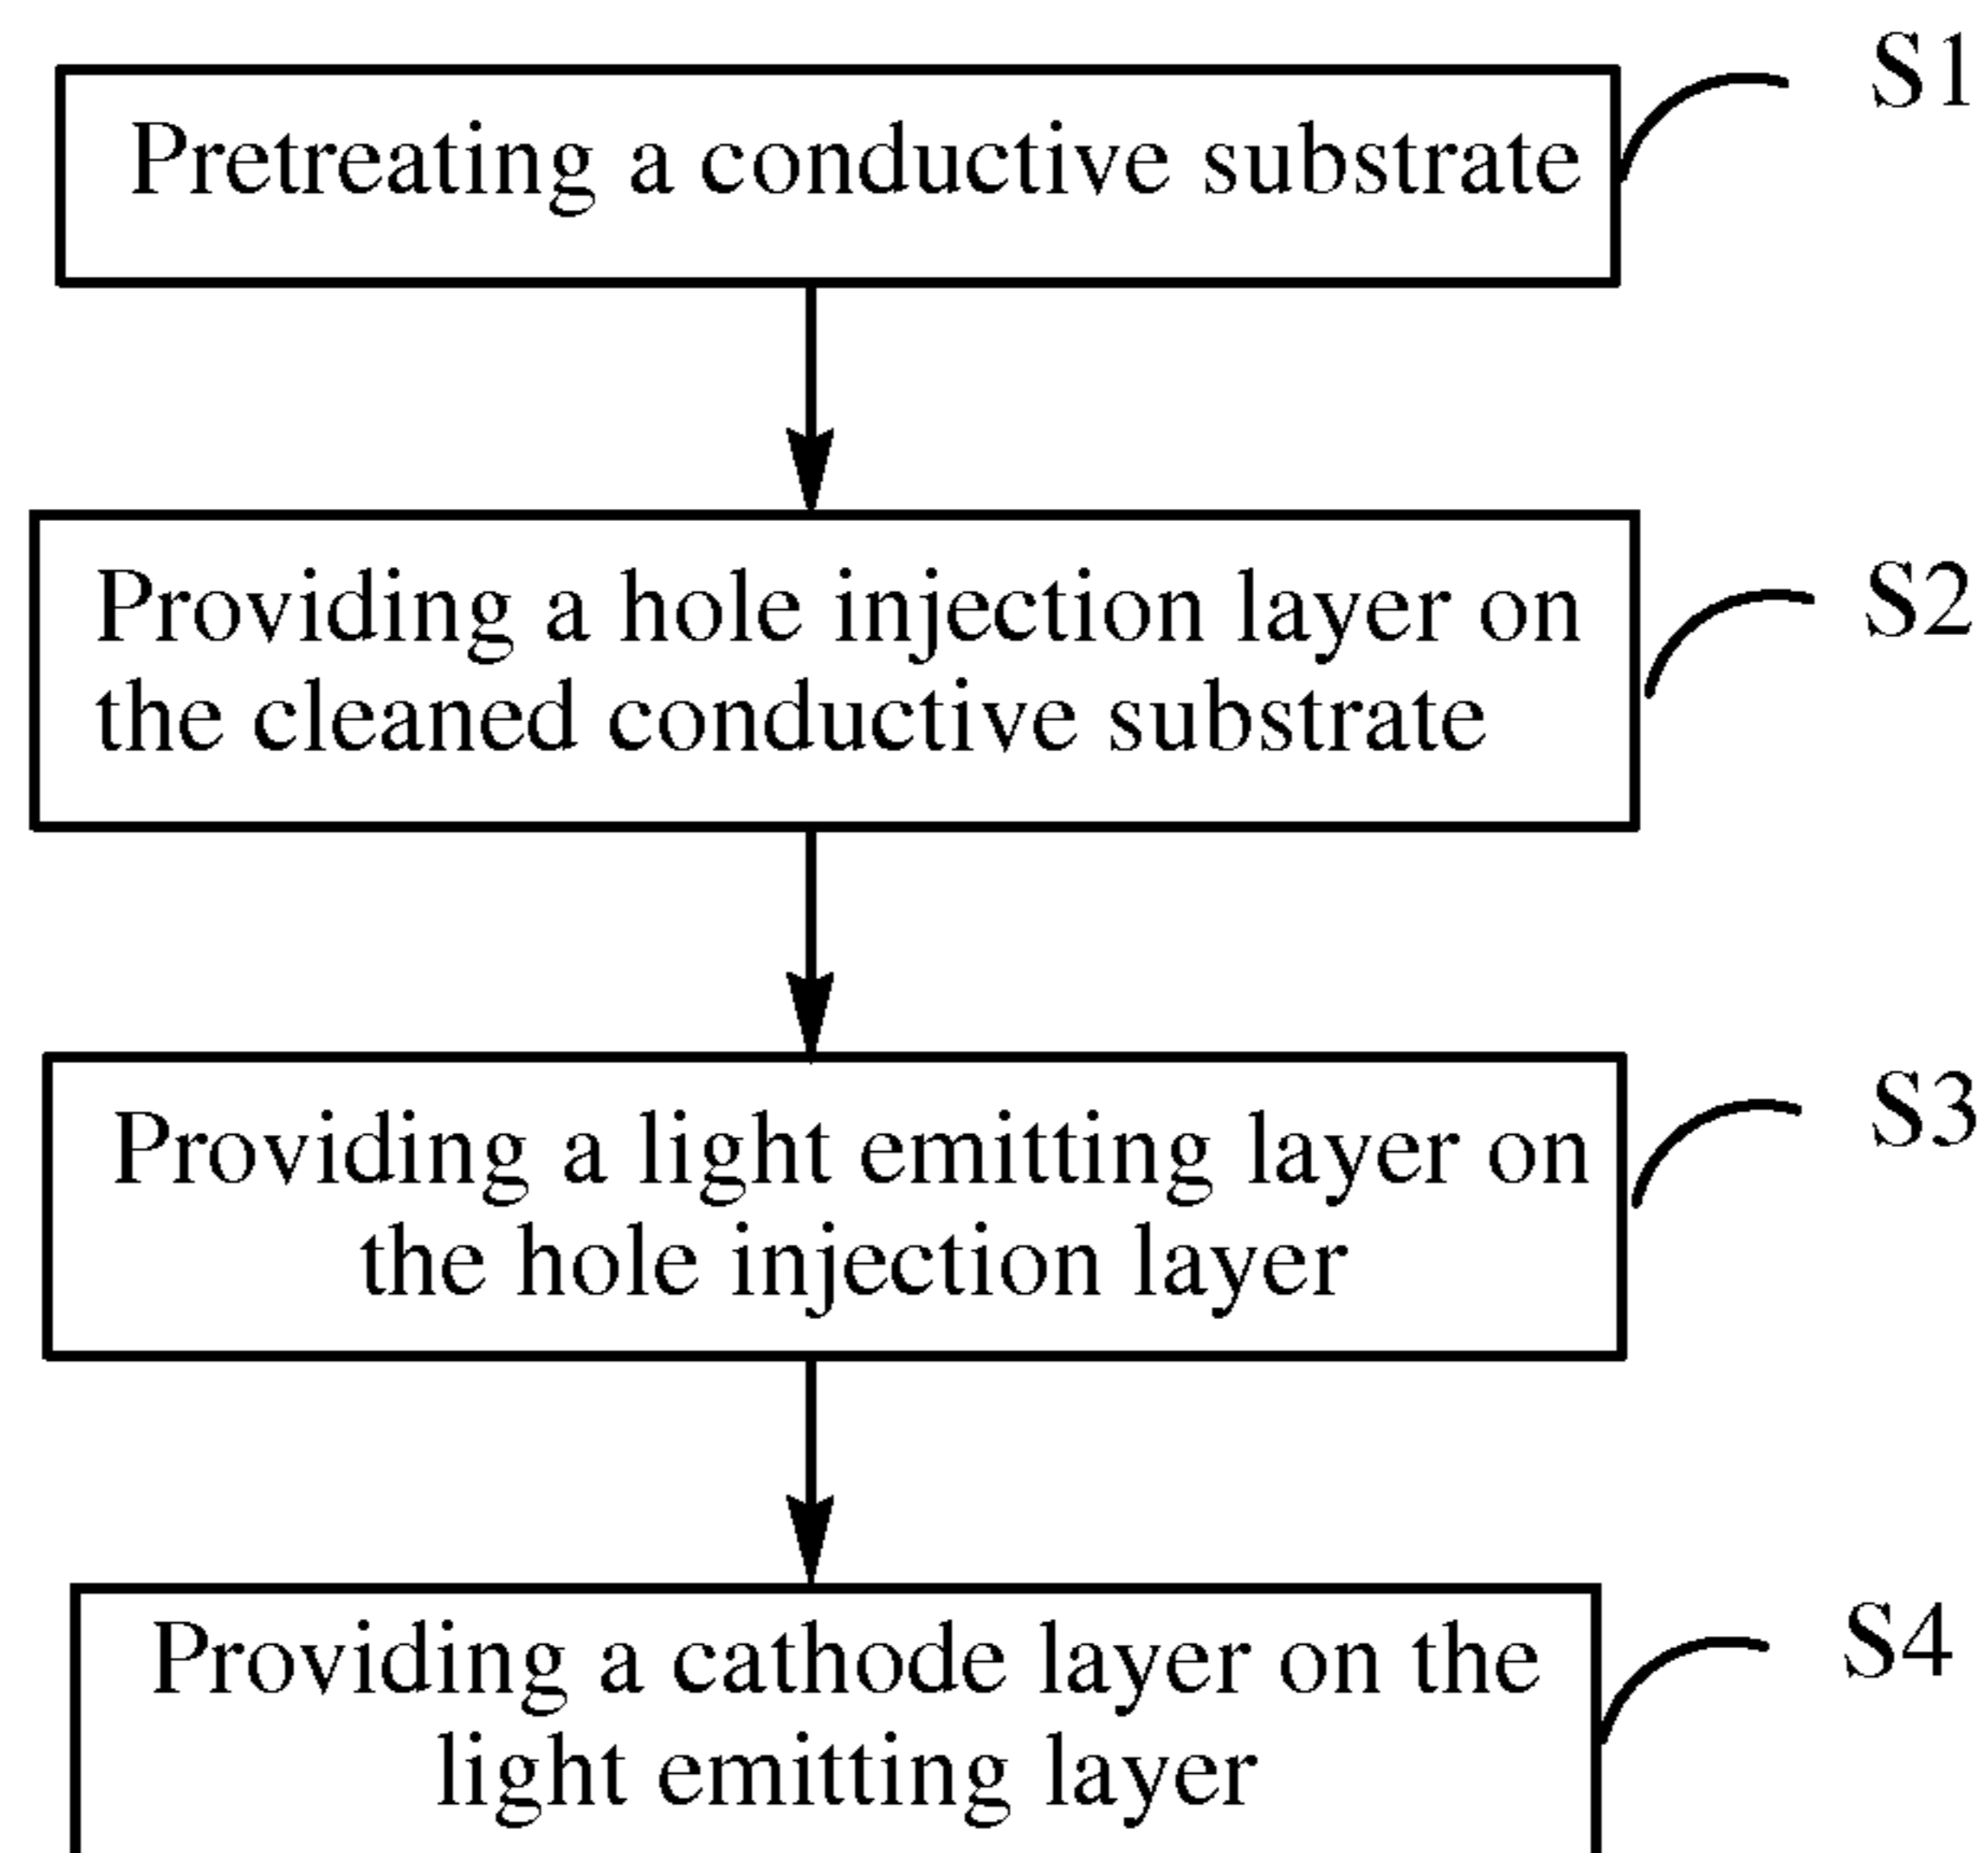 S1
Pretreating a conductive substrate
S2
Providing a hole injection layer on
the cleaned conductive substrate
S3
Providing a light emitting layer on
the hole injection layer
S4
Providing a cathode layer on the
light emitting layer